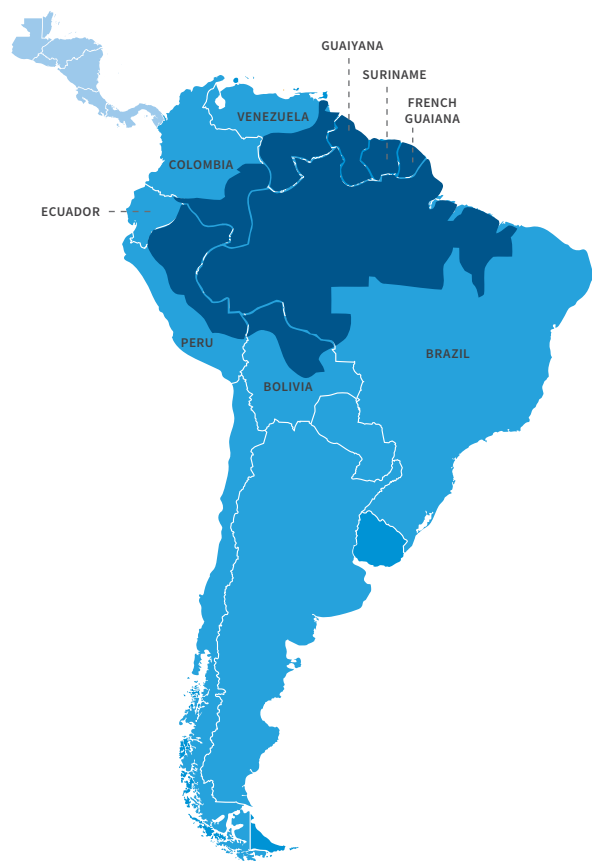 GUAIYANA
SURINAME
FRENCH
GUAIANA
VENEZUELA
COLOMBIA
ECUADOR
PERU
BRAZIL
BOLIVIA